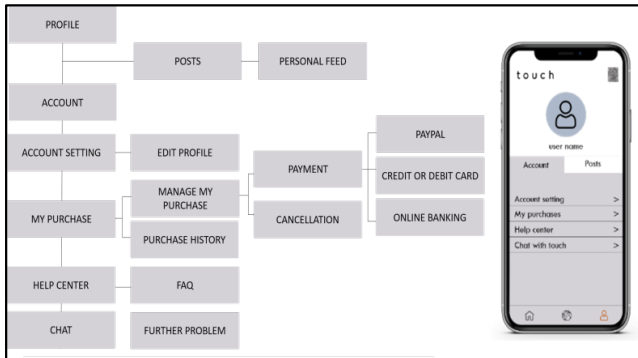 PROFILE
POSTS
PERSONAL FEED
ACCOUNT
ACCOUNT SETTING
EDIT PROFILE
MY PURCHASE
MANAGE MY
PURCHASE
PURCHASE HISTORY
PAYMENT
CANCELLATION
PAYPAL
CREDIT OR DEBIT CARD
ONLINE BANKING
HELP CENTER
FAQ
CHAT
FURTHER PROBLEM
touch
user name
Account Posts
Account setting >
My purchases >
Help center >
Chat with touch >